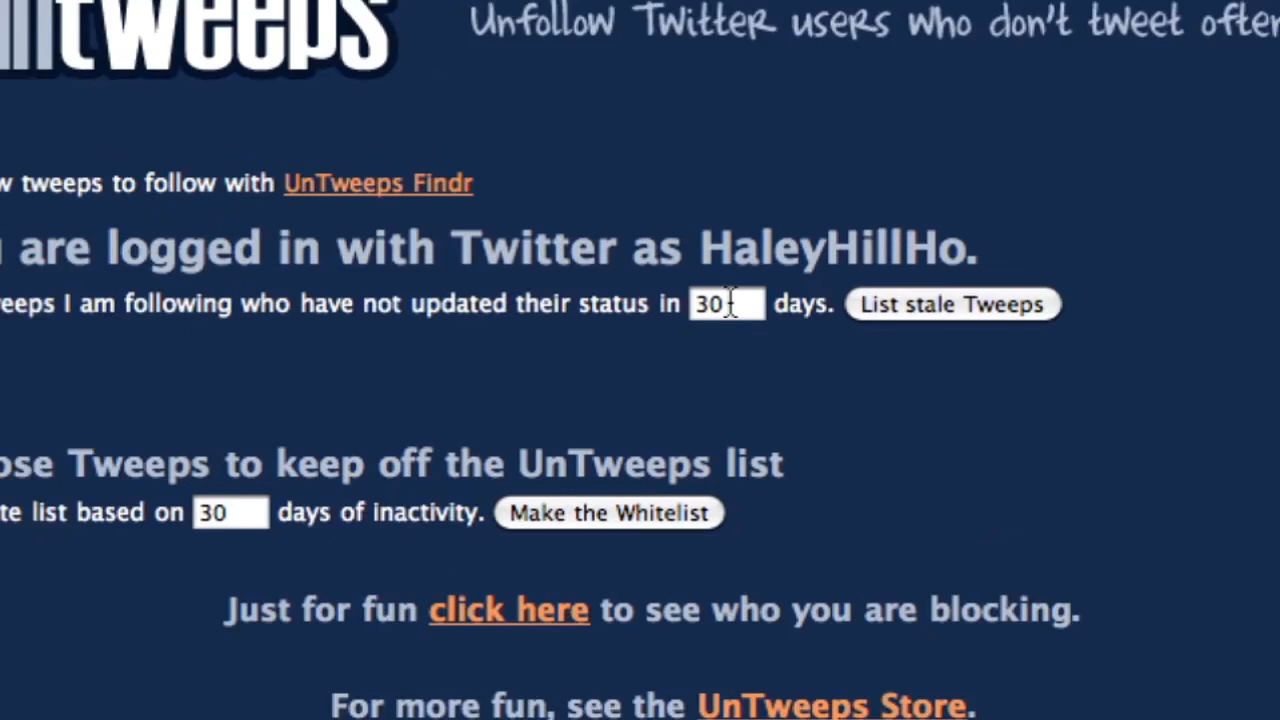 tweeps
Unfollow Twitter users who don't tweet often
w tweeps to follow with UnTweeps Findr
are logged in with Twitter as HaleyHillHo.
eeps I am following who have not updated their status in 30 days. List stale Tweeps
ose Tweeps to keep off the UnTweeps list
te list based on 30 days of inactivity. Make the Whitelist
Just for fun click here to see who you are blocking.
For more fun, see the UnTweeps Store.